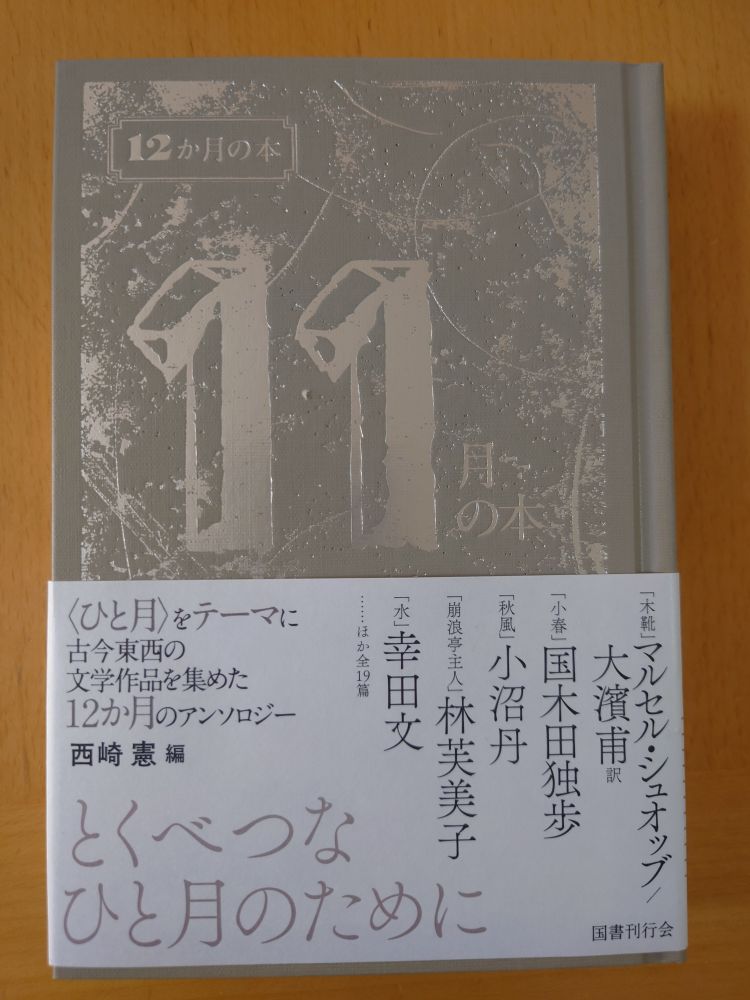 12か月の本
11
月
の本
〈ひと月〉をテーマに
古今東西の
文学作品を集めた
12か月のアンソロジー
西崎 憲 編
「木靴」マルセル・シュオッブ/
大濱甫 訳
「小春」国木田独歩
「秋風」小沼丹
「崩浪亭主人」林芙美子
「水」幸田文
……ほか全19篇
とくべつな
ひと月のために
国書刊行会